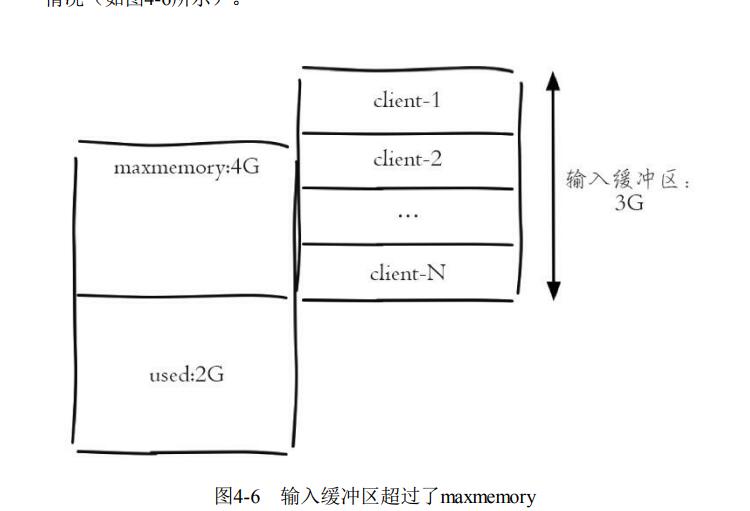 情况（如图4-6所示）。
client-1
maxmemory:4G
client-2
...
client-N
输入缓冲区：
3G
used:2G
图4-6 输入缓冲区超过了maxmemory